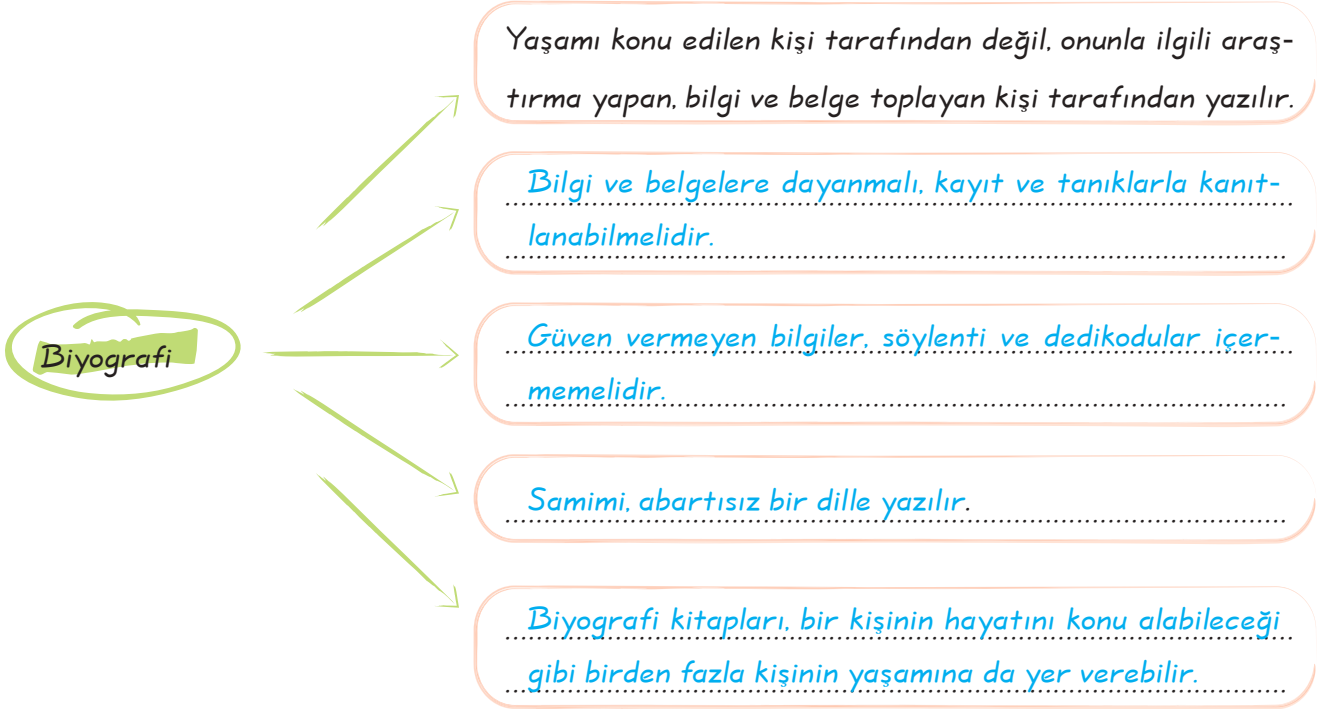 Yaşamı konu edilen kişi tarafından değil, onunla ilgili araş-
tırma yapan, bilgi ve belge toplayan kişi tarafından yazılır.
Bilgi ve belgelere dayanmalı, kayıt ve tanıklarla kanıt-
lanabilmelidir.
Biyografi
Güven vermeyen bilgiler, söylenti ve dedikodular içer-
memelidir.
Samimi, abartısız bir dille yazılır.
Biyografi kitapları, bir kişinin hayatını konu alabileceği
gibi birden fazla kişinin yaşamına da yer verebilir.